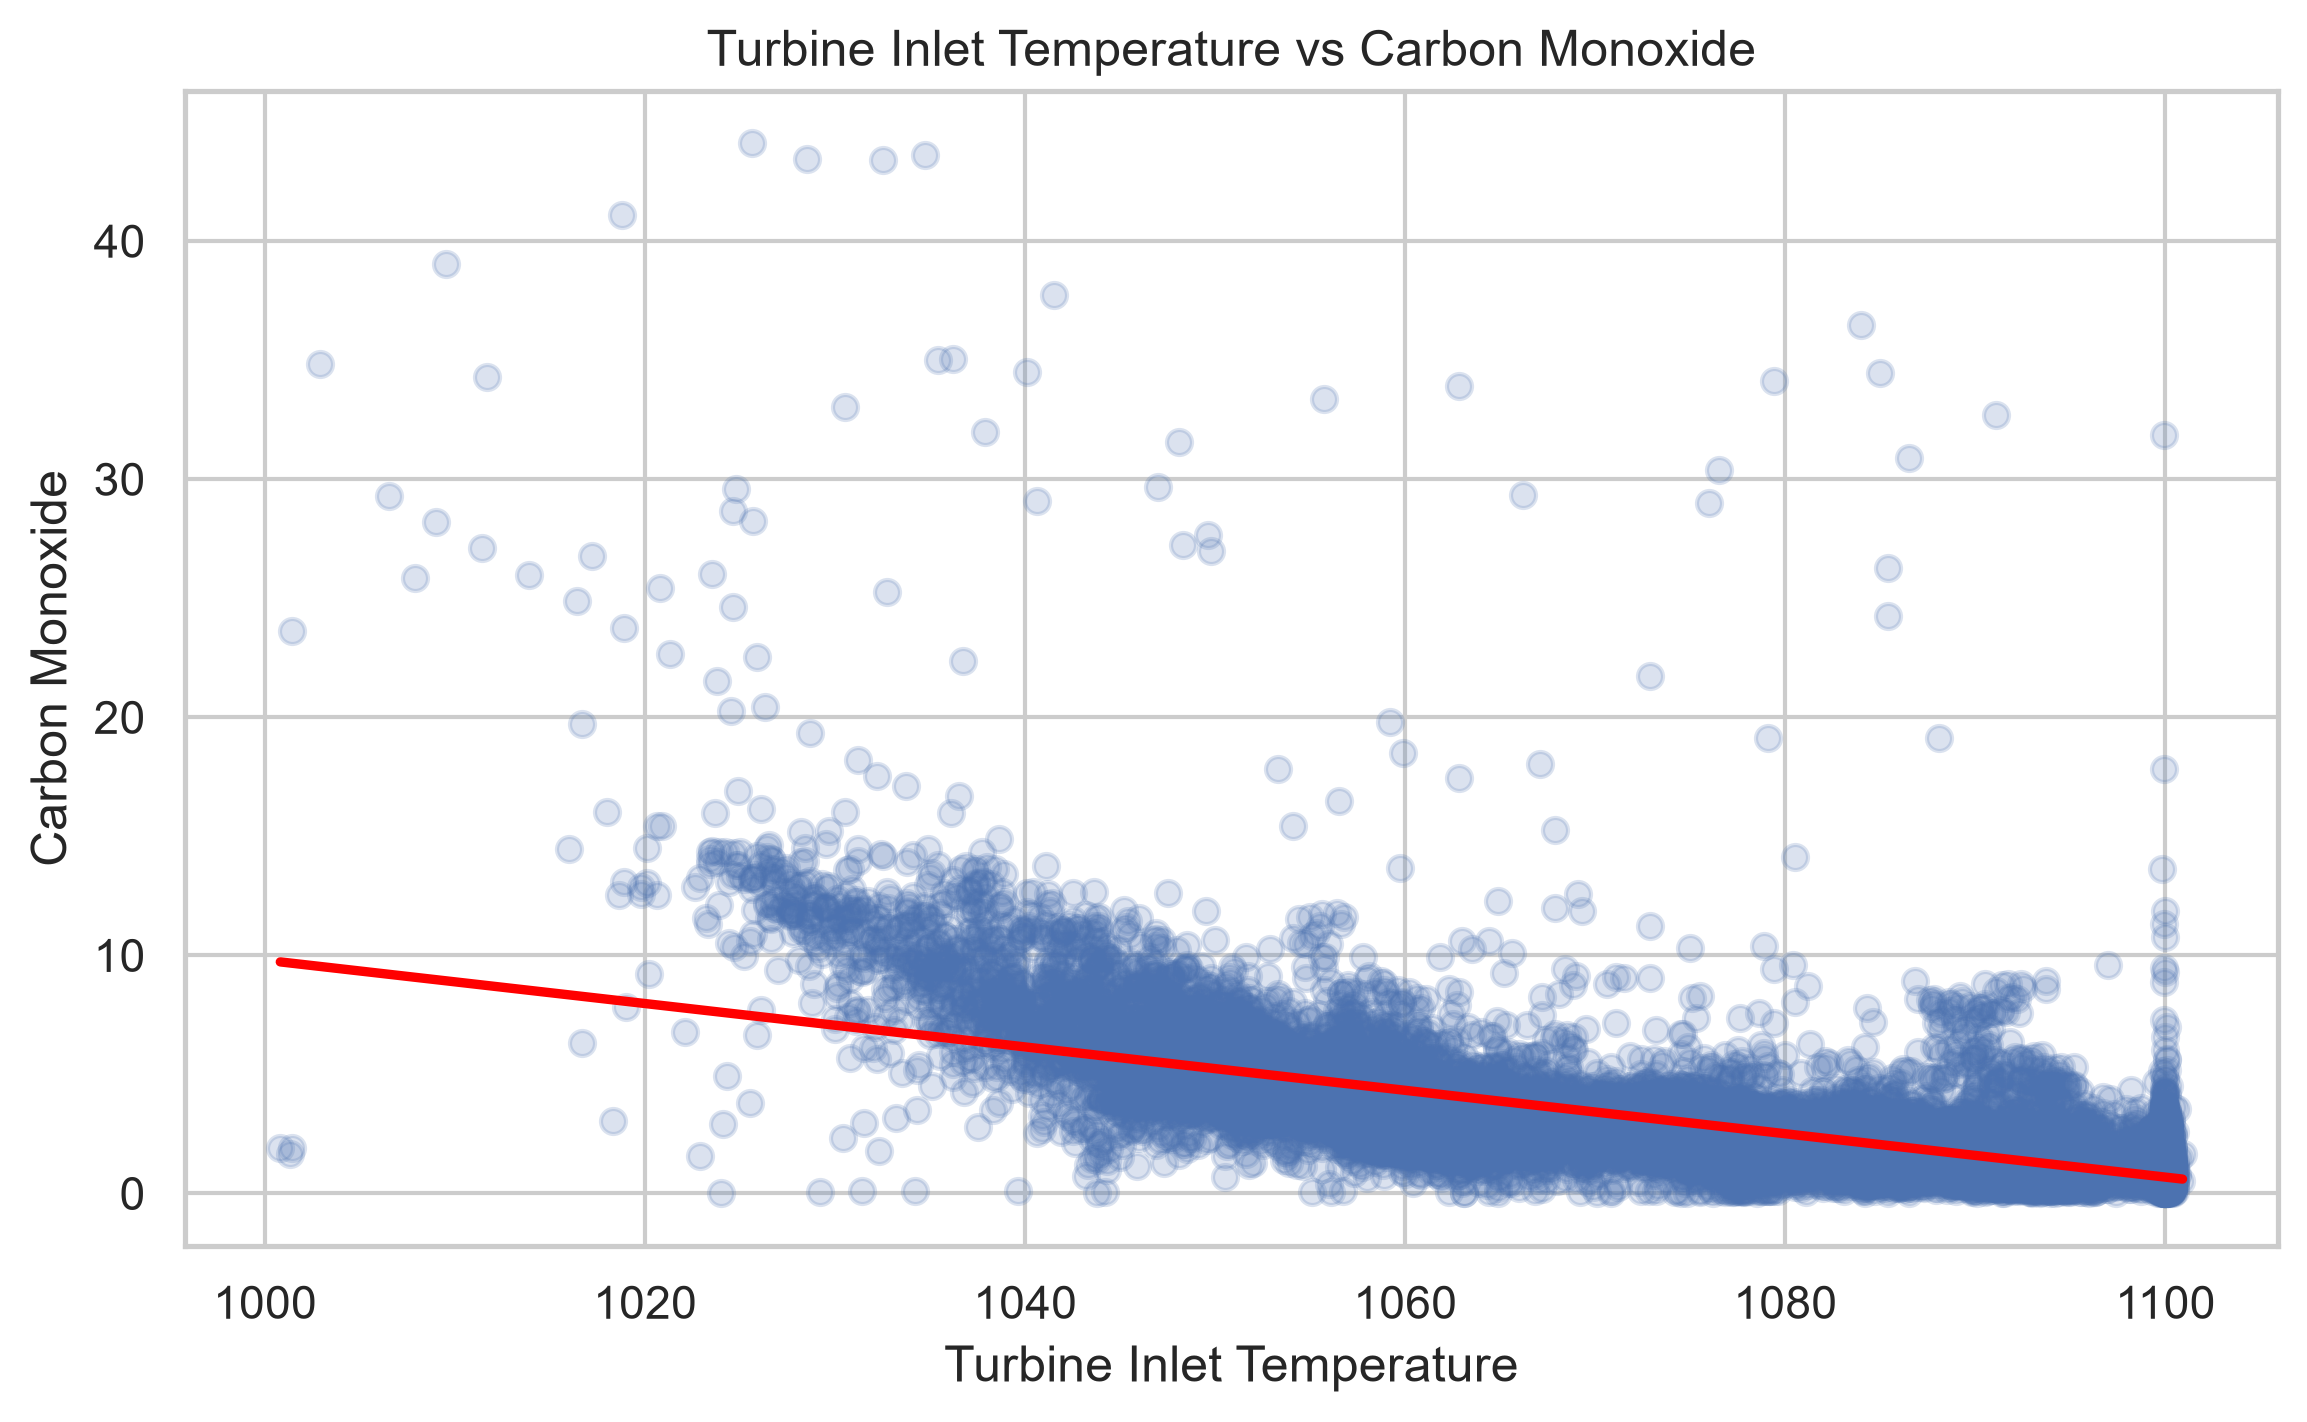 Turbine Inlet Temperature vs Carbon Monoxide
Carbon Monoxide
40
30
20
10
0
1000 1020 1040 1060 1080 1100
Turbine Inlet Temperature